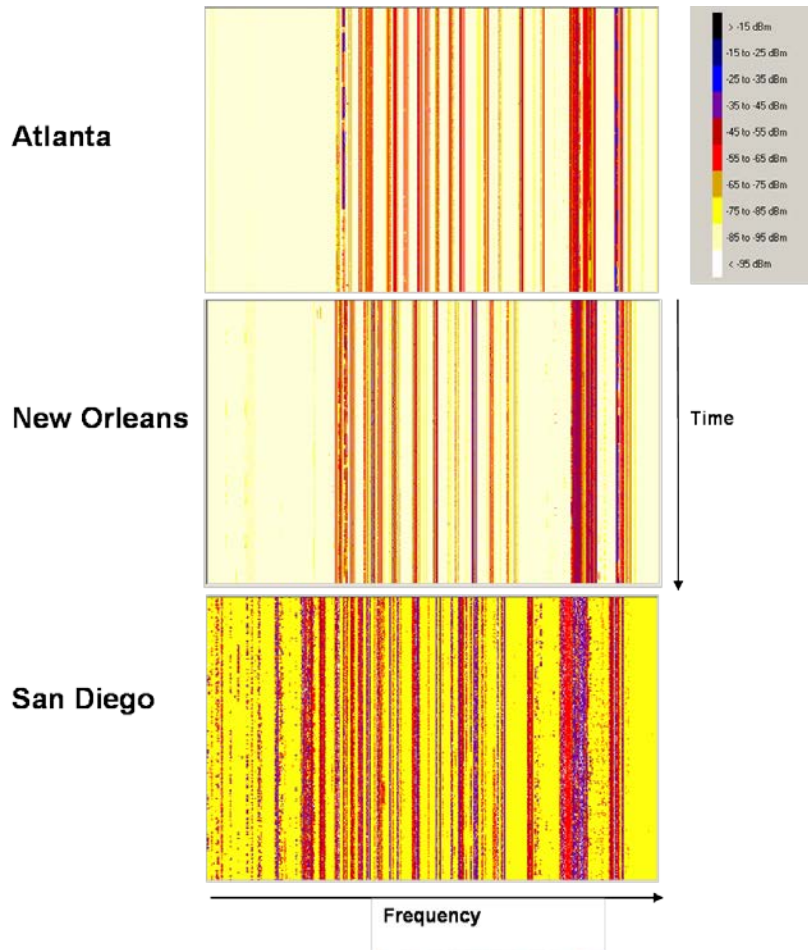 > -15 dBm
-15 to -25 dBm
-25 to -35 dBm
-35 to -45 dBm
-45 to -55 dBm
-55 to -65 dBm
-65 to -75 dBm
-75 to -85 dBm
-85 to -95 dBm
< -95 dBm
Atlanta
New Orleans
Time
San Diego
Frequency